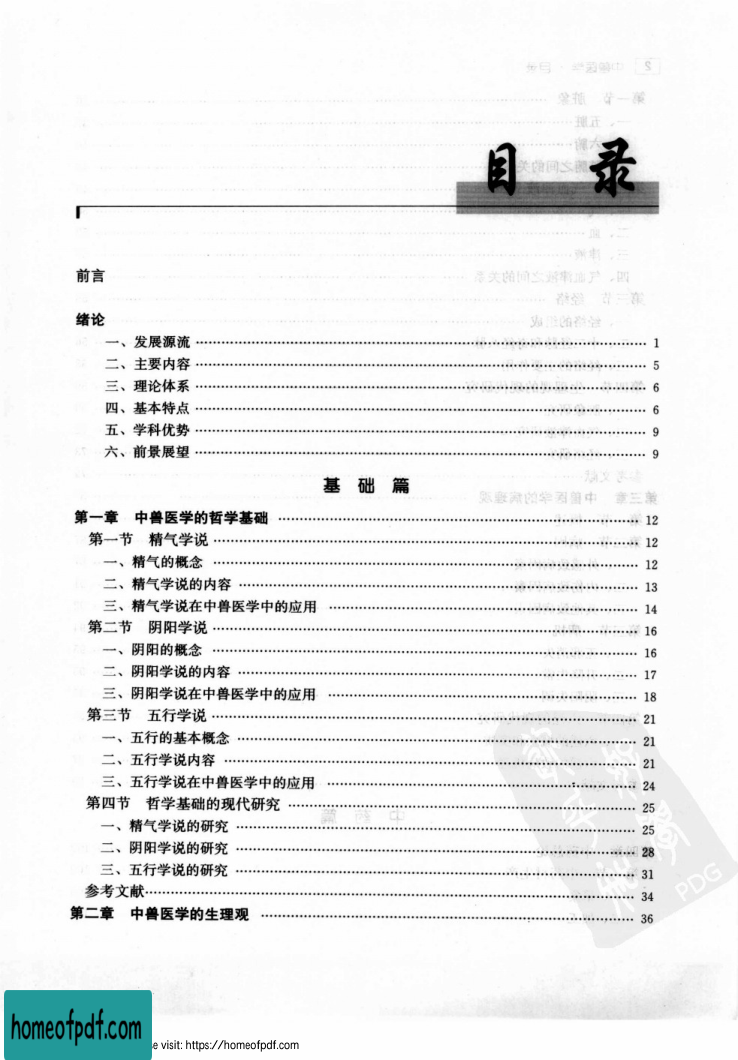 目 录
前言
绪论
一、发展源流 …… 1
二、主要内容 …… 5
三、理论体系 …… 6
四、基本特点 …… 6
五、学科优势 …… 9
六、前景展望 …… 9
基 础 篇
第一章 中兽医学的哲学基础 …… 12
第一节 精气学说 …… 12
一、精气的概念 …… 12
二、精气学说的内容 …… 13
三、精气学说在中兽医学中的应用 …… 14
第二节 阴阳学说 …… 16
一、阴阳的概念 …… 16
二、阴阳学说的内容 …… 17
三、阴阳学说在中兽医学中的应用 …… 18
第三节 五行学说 …… 21
一、五行的基本概念 …… 21
二、五行学说内容 …… 21
三、五行学说在中兽医学中的应用 …… 24
第四节 哲学基础的现代研究 …… 25
一、精气学说的研究 …… 25
二、阴阳学说的研究 …… 28
三、五行学说的研究 …… 31
参考文献 …… 34
第二章 中兽医学的生理观 …… 36
PDG
homeofpdf.com
e visit: https://homeofpdf.com